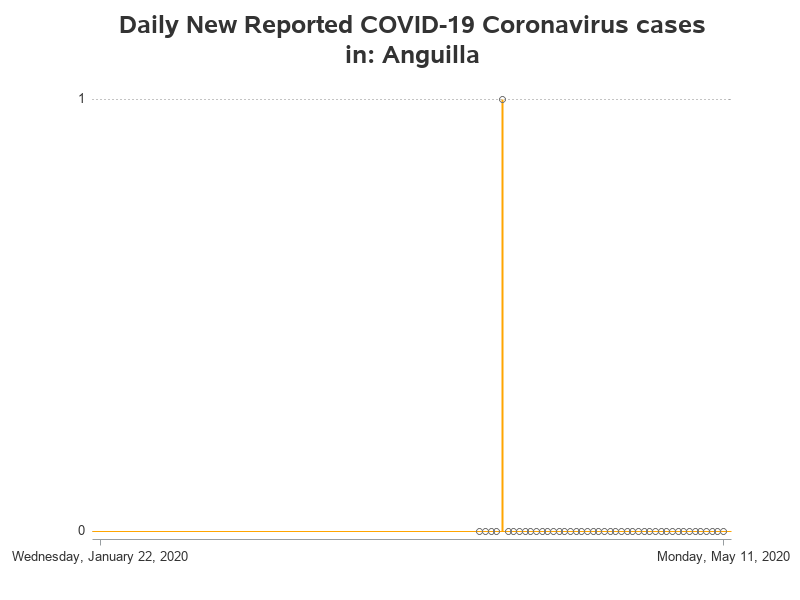 Daily New Reported COVID-19 Coronavirus cases
in: Anguilla
1
0
Wednesday, January 22, 2020
Monday, May 11, 2020